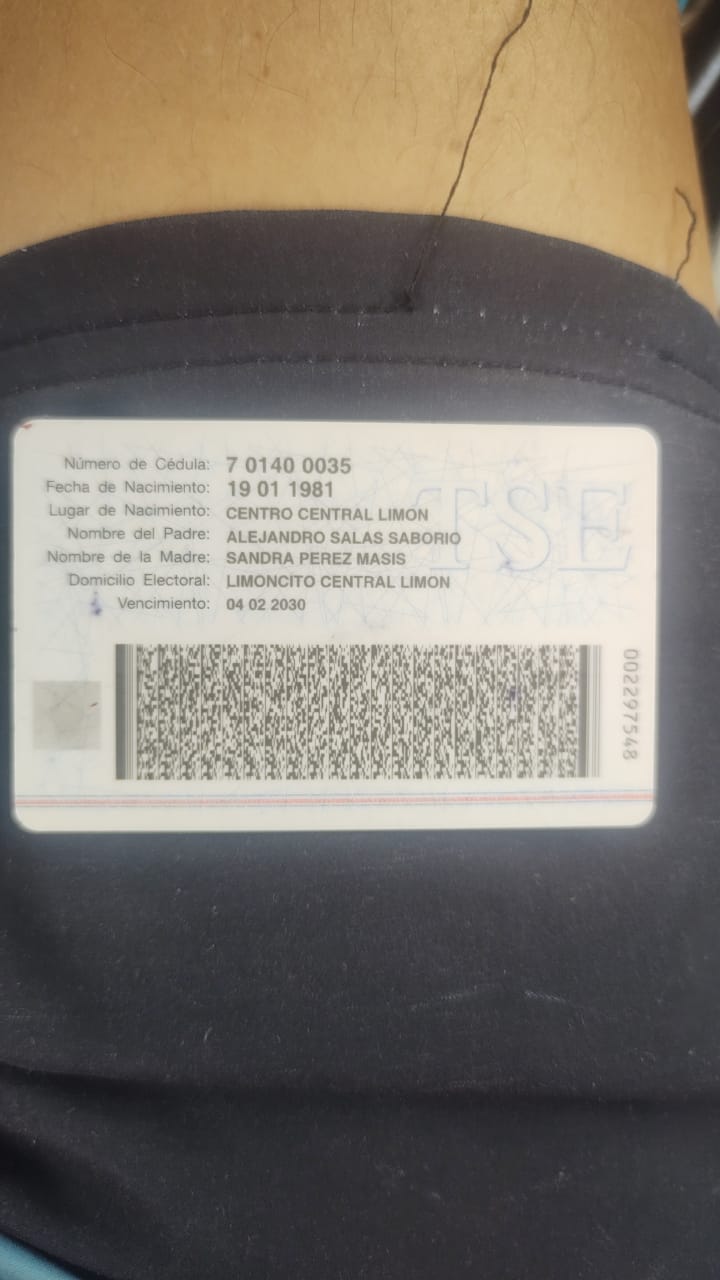 Número de Cédula: 7 0140 0035
Fecha de Nacimiento: 19 01 1981
Lugar de Nacimiento: CENTRO CENTRAL LIMON
Nombre del Padre: ALEJANDRO SALAS SABORIO
Nombre de la Madre: SANDRA PEREZ MASIS
Domicilio Electoral: LIMONCITO CENTRAL LIMON
Vencimiento: 04 02 2030
TSE
002297548